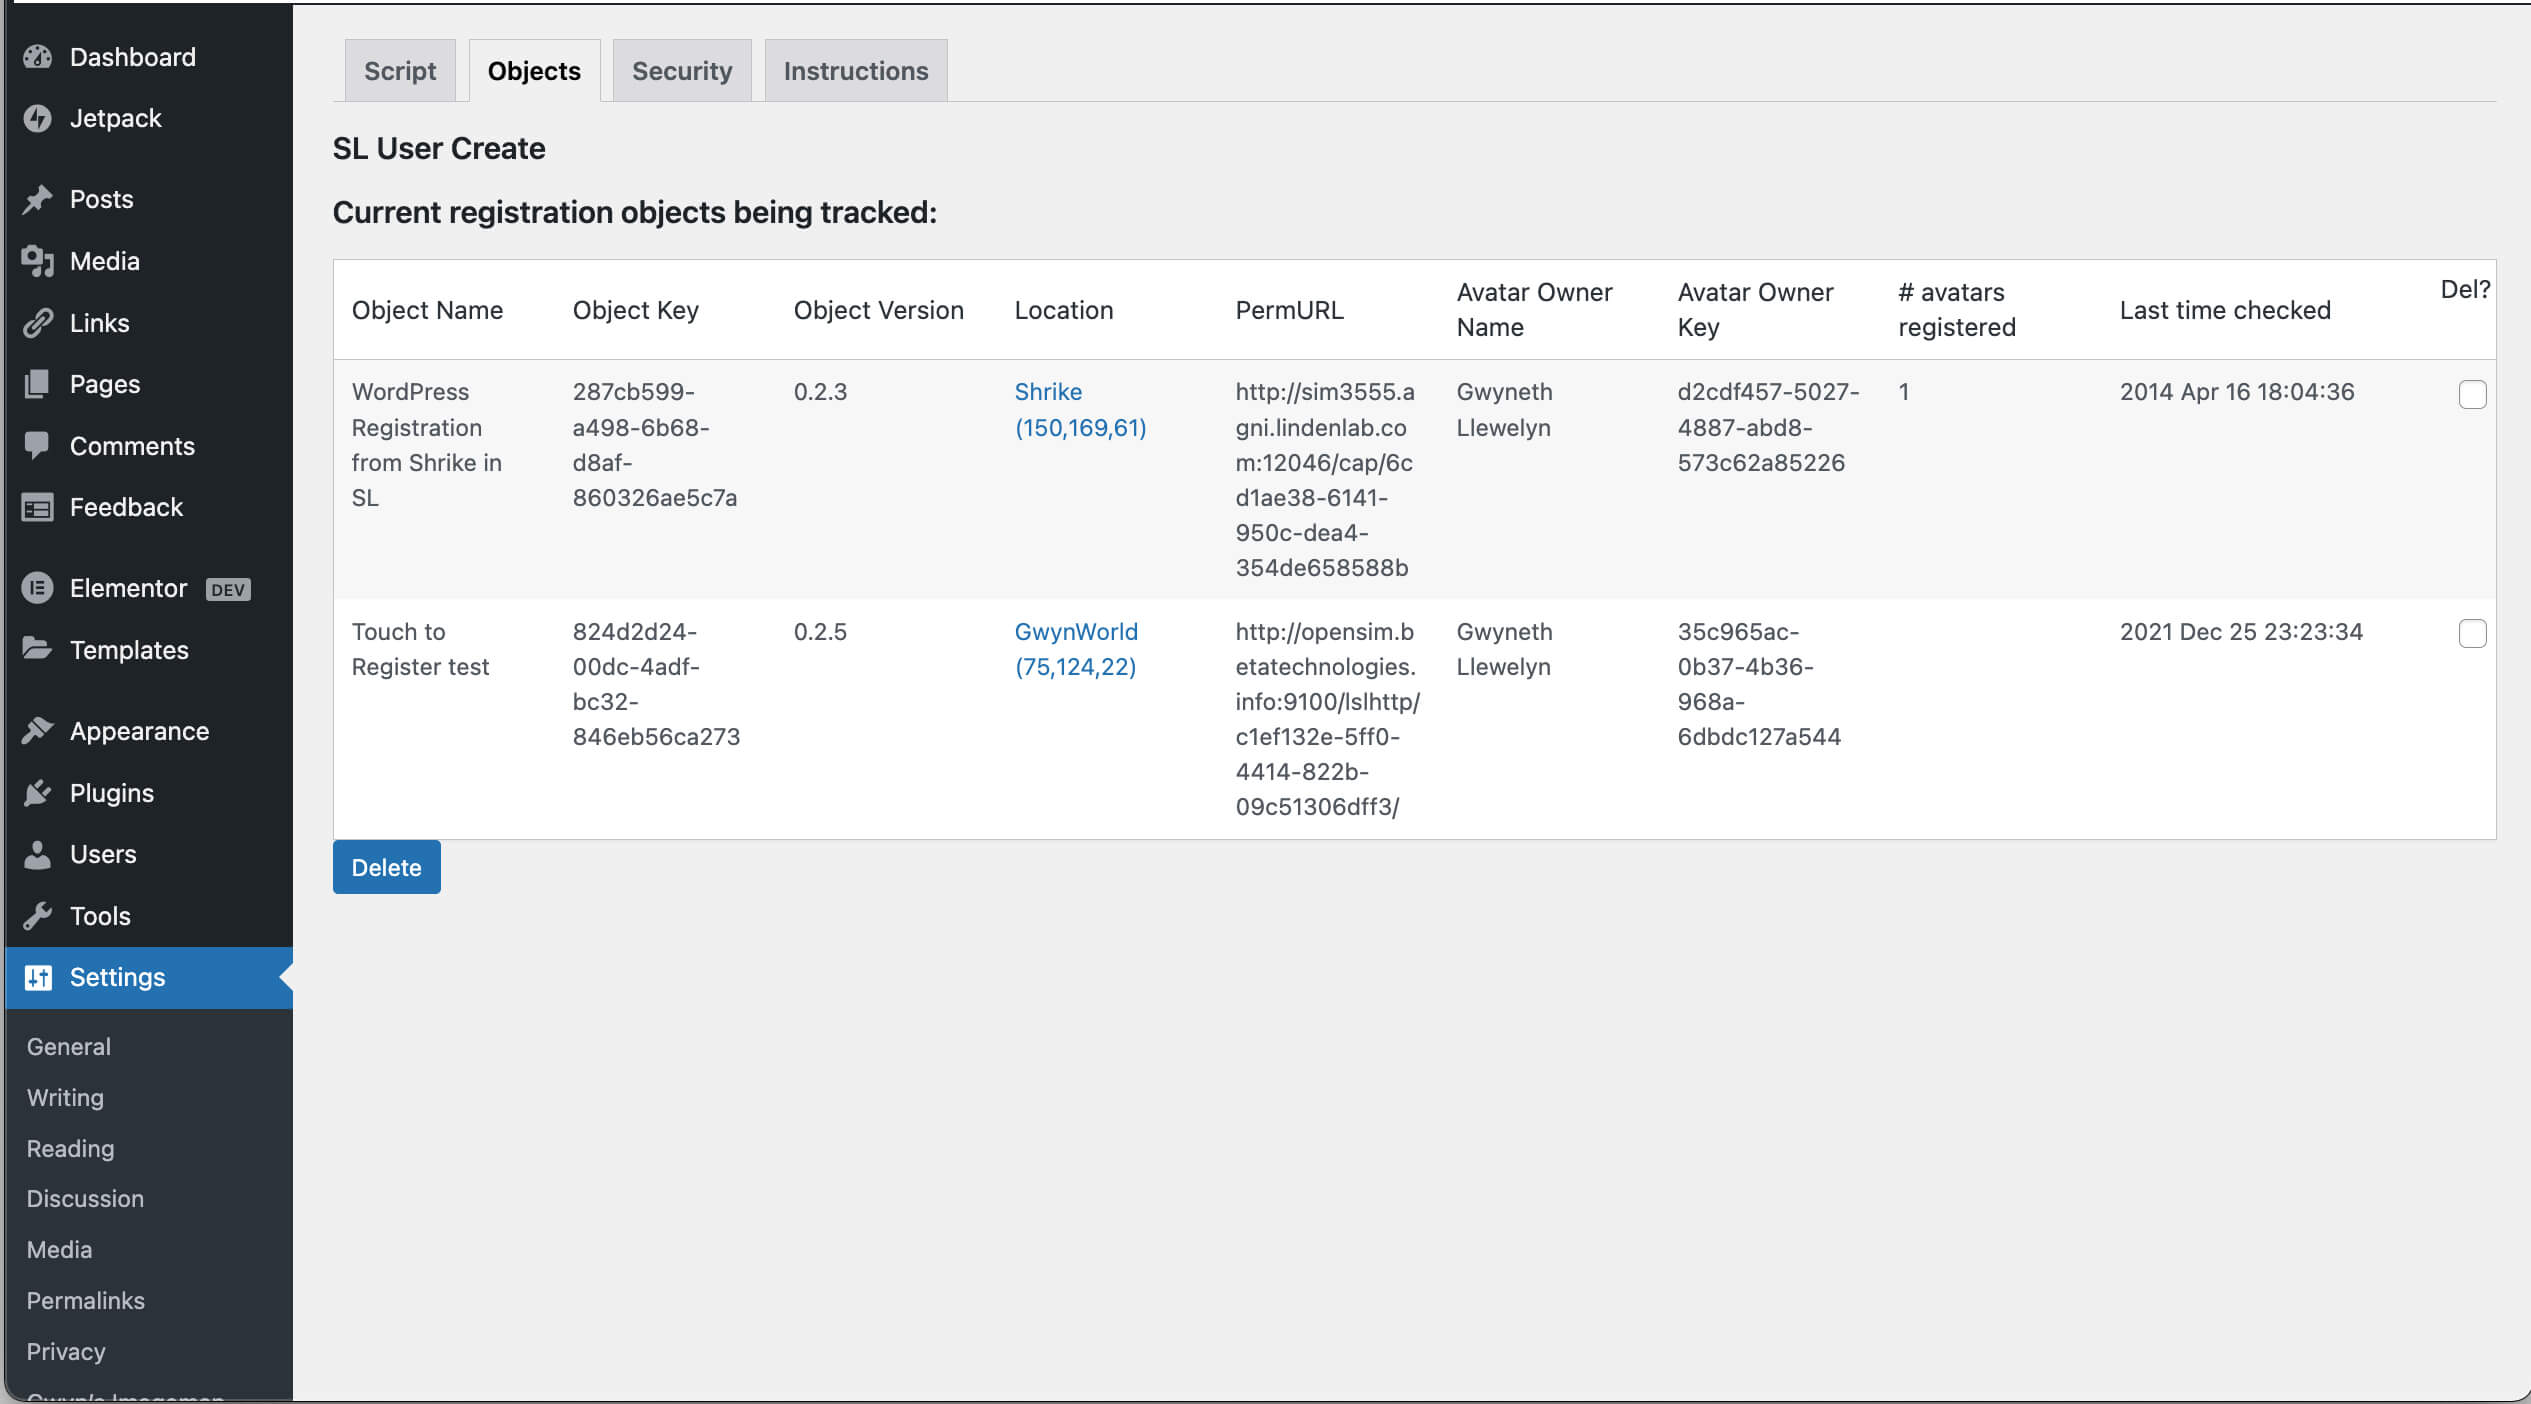 Dashboard
Jetpack
Posts
Media
Links
Pages
Comments
Feedback
Elementor DEV
Templates
Appearance
Plugins
Users
Tools
Settings
General
Writing
Reading
Discussion
Media
Permalinks
Privacy
Script
Objects
Security
Instructions
SL User Create
Current registration objects being tracked:
Object Name
Object Key
Object Version
Location
PermURL
Avatar Owner
Name
Avatar Owner
Key
# avatars
registered
Last time checked
Del?
WordPress
Registration
from Shrike in
SL
287cb599-
a498-6b68-
d8af-
860326ae5c7a
0.2.3
Shrike
(150,169,61)
http://sim3555.a
gni.lindenlab.co
m:12046/cap/6c
d1ae38-6141-
950c-dea4-
354de658588b
Gwyneth
Llewelyn
d2cdf457-5027-
4887-abd8-
573c62a85226
1
2014 Apr 16 18:04:36
Touch to
Register test
824d2d24-
00dc-4adf-
bc32-
846eb56ca273
0.2.5
GwynWorld
(75,124,22)
http://opensim.b
etatechnologies.
info:9100/lslhttp/
c1ef132e-5ff0-
4414-822b-
09c51306dff3/
Gwyneth
Llewelyn
35c965ac-
0b37-4b36-
968a-
6dbdc127a544
2021 Dec 25 23:23:34
Delete